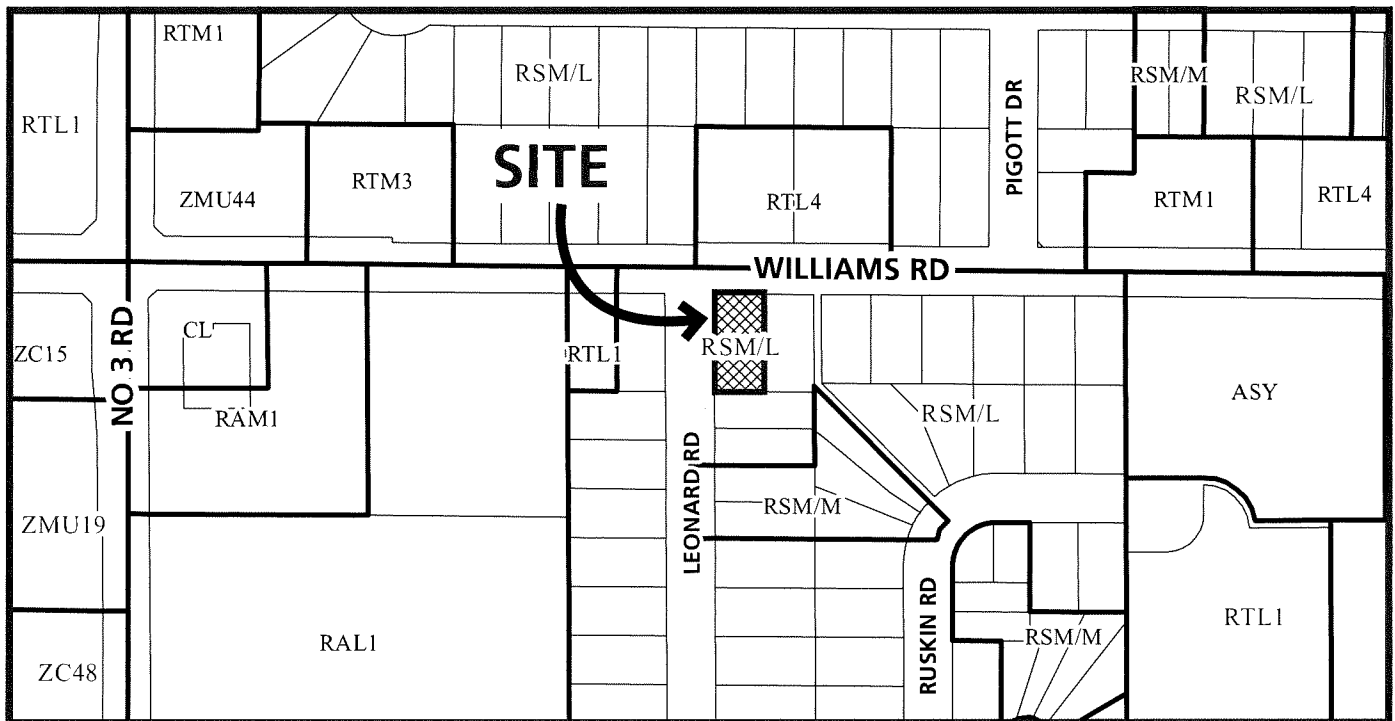 RTM1
RSM/L
RSM/M
RSM/L
RTL1
PIGOTT DR
SITE
ZMU44
RTM3
RTL4
RTM1
RTL4
WILLIAMS RD
NO 3 RD
ZC15
CL
RTL1
RSM/L
RAM1
RSM/L
ASY
LEONARD RD
RSM/M
ZMU19
RAL1
RUSKIN RD
RSM/M
RTL1
ZC48